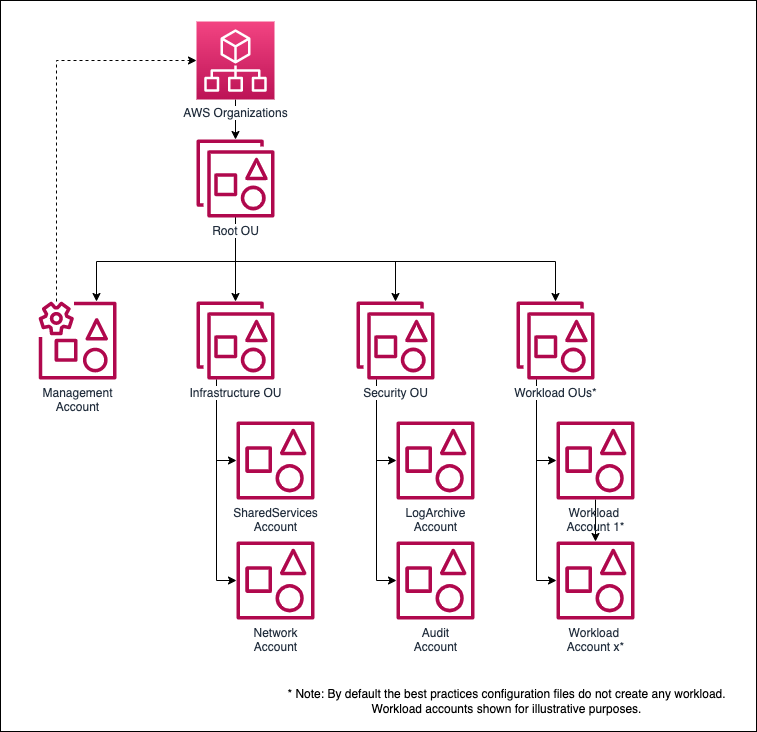 AWS Organizations
Root OU
Management
Account
Infrastructure OU
Security OU
Workload OUs*
SharedServices
Account
LogArchive
Account
Workload
Account 1*
Network
Account
Audit
Account
Workload
Account x*
* Note: By default the best practices configuration files do not create any workload.
Workload accounts shown for illustrative purposes.